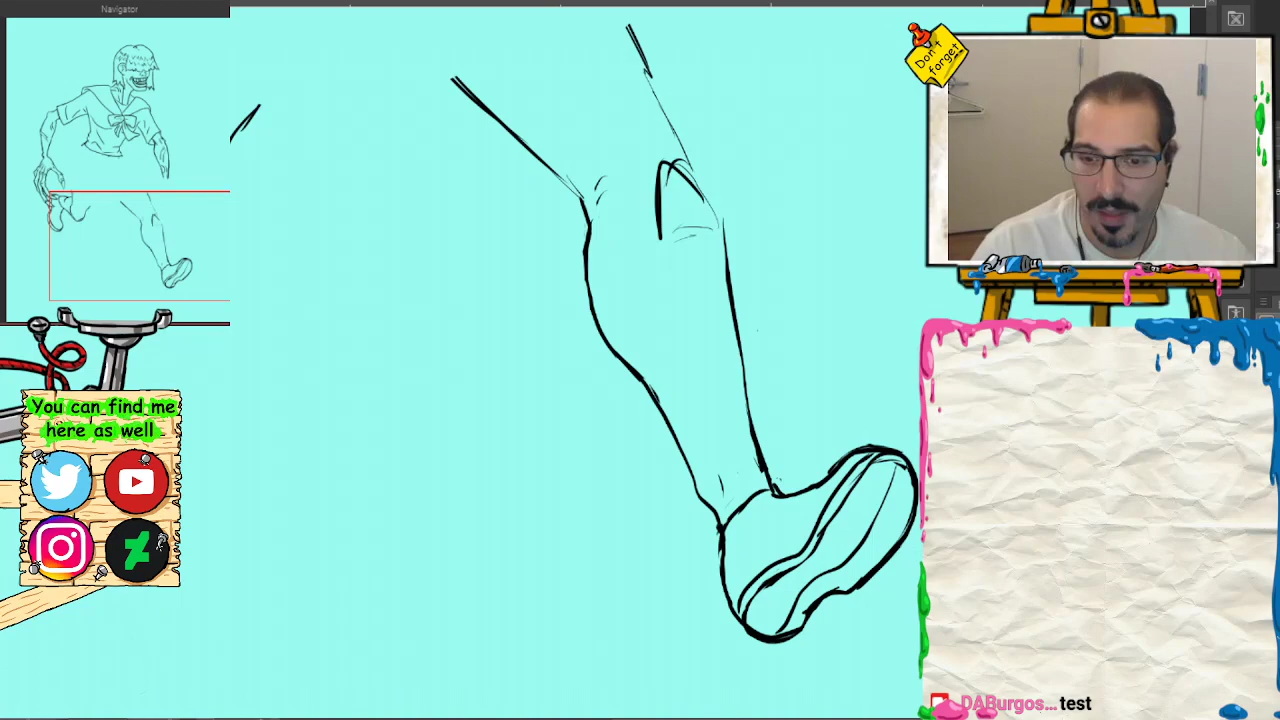 Navigator
Don't
forget
You can find me
here as well
DABurgos... test